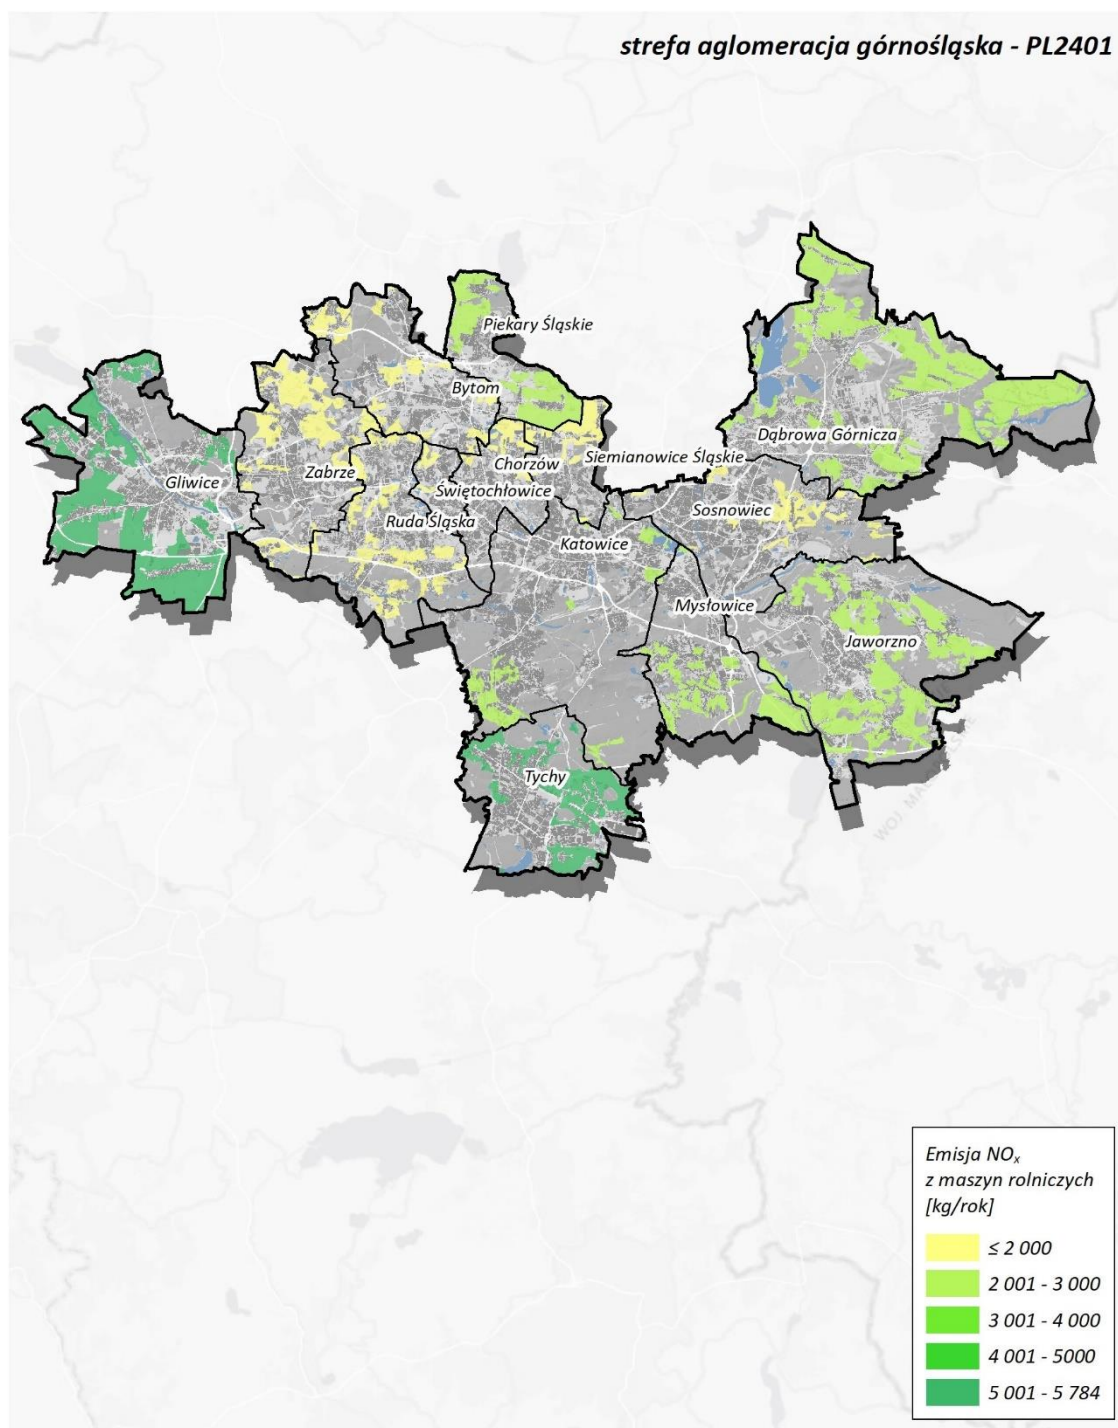 strefa aglomeracja górnośląska - PL2401
Piekary Śląskie
Bytom
Dąbrowa Górnicza
Siemianowice Śląskie
Chorzów
Zabrze
Gliwice
Świętochłowice
Sosnowiec
Ruda Śląska
Katowice
Mysłowice
Jaworzno
Tychy
Emisja NOₓ
z maszyn rolniczych
[kg/rok]
≤ 2 000
2 001 - 3 000
3 001 - 4 000
4 001 - 5000
5 001 - 5 784